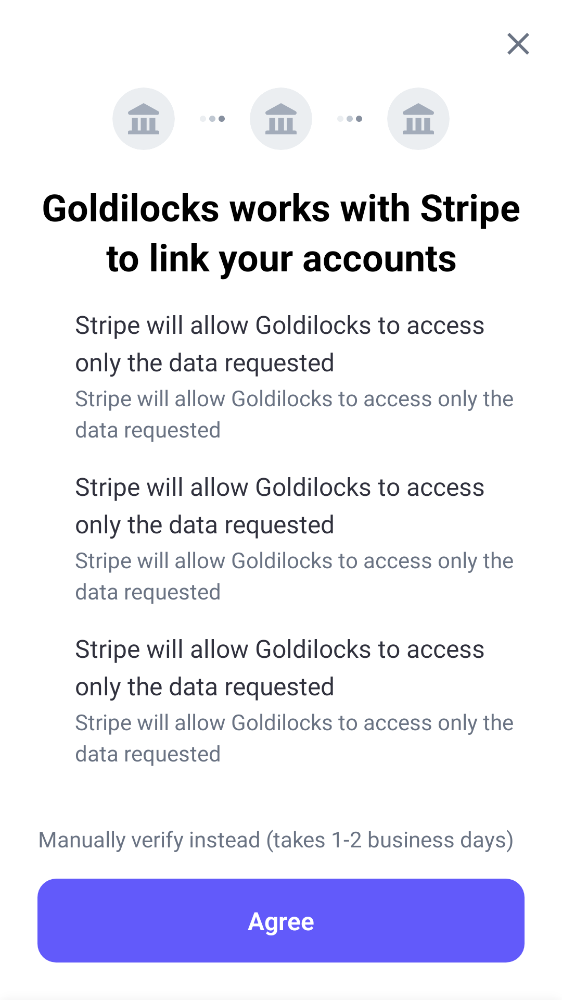 Goldilocks works with Stripe
to link your accounts
Stripe will allow Goldilocks to access
only the data requested
Stripe will allow Goldilocks to access only the
data requested
Stripe will allow Goldilocks to access
only the data requested
Stripe will allow Goldilocks to access only the
data requested
Stripe will allow Goldilocks to access
only the data requested
Stripe will allow Goldilocks to access only the
data requested
Manually verify instead (takes 1-2 business days)
Agree